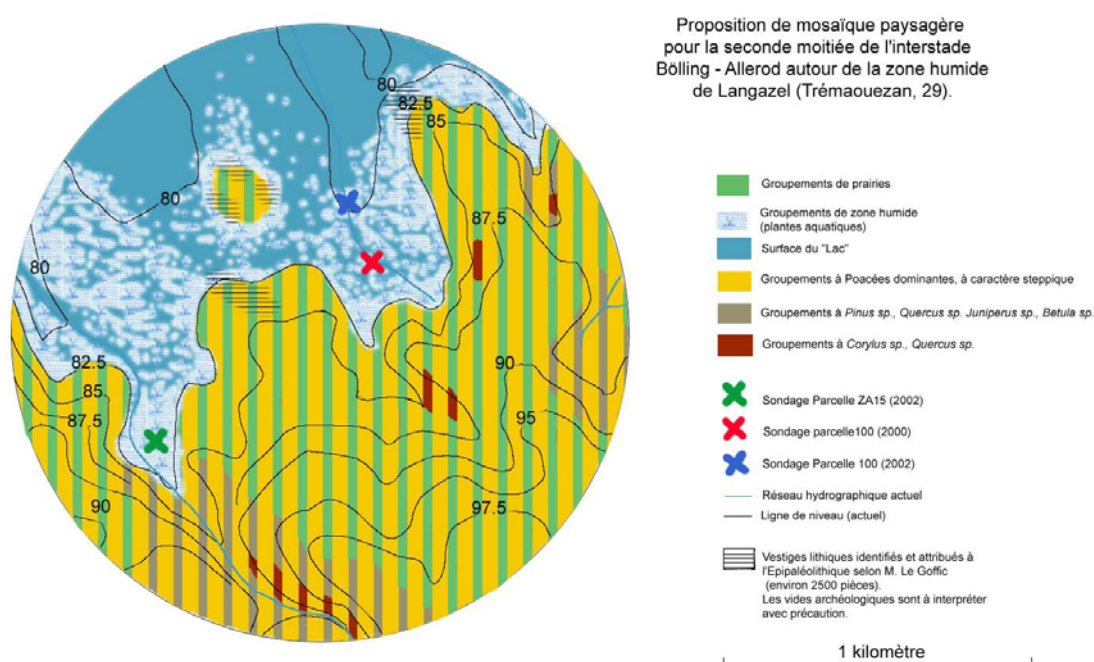 Proposition de mosaïque paysagère
pour la seconde moitiée de l'interstade
Bölling - Allerod autour de la zone humide
de Langazel (Trémaouezan, 29).
80
82.5
85
87.5
80
80
82.5
85
87.5
90
90
95
97.5
Groupements de prairies
Groupements de zone humide
(plantes aquatiques)
Surface du "Lac"
Groupements à Poacées dominantes, à caractère steppique
Groupements à Pinus sp., Quercus sp. Juniperus sp., Betula sp.
Groupements à Corylus sp., Quercus sp.
Sondage Parcelle ZA15 (2002)
Sondage parcelle100 (2000)
Sondage Parcelle 100 (2002)
Réseau hydrographique actuel
Ligne de niveau (actuel)
Vestiges lithiques identifiés et attribués à
l'Epipaléolithique selon M. Le Goffic
(environ 2500 pièces).
Les vides archéologiques sont à interpréter
avec précaution.
1 kilomètre